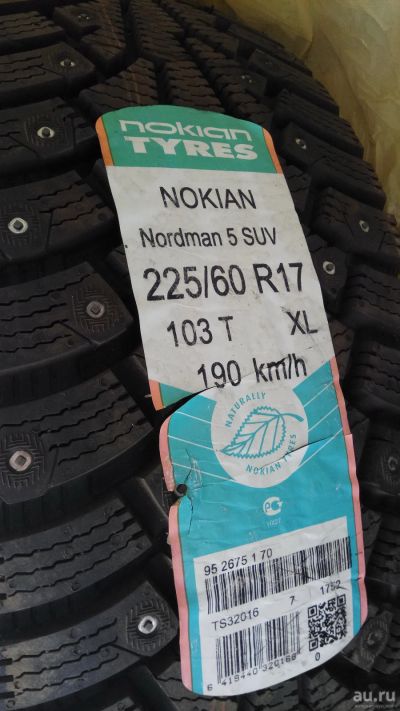 nokian
TYRES
NOKIAN
Nordman 5 SUV
225/60 R17
103 T XL
190 km/h
NATURALLY
NOKIAN TYRES
95 2675 1 70
TS32016 7 1752
6 419440 320168 0
au.ru